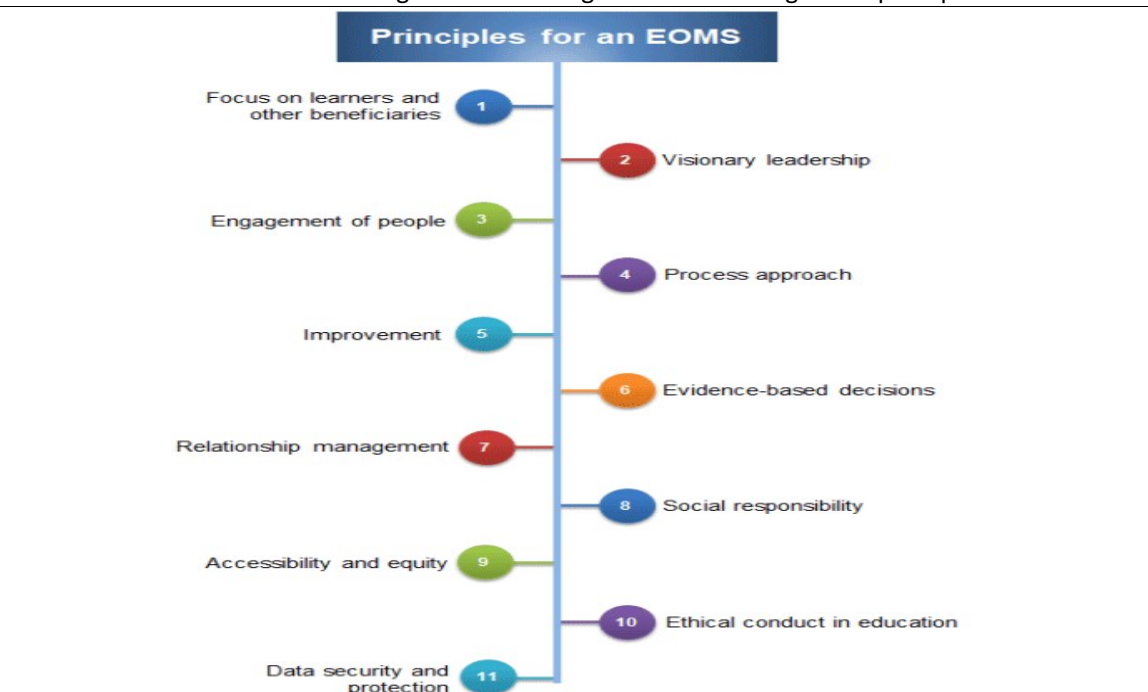 Principles for an EOMS
Focus on learners and
other beneficiaries
1
2
Visionary leadership
Engagement of people
3
4
Process approach
Improvement
5
6
Evidence-based decisions
Relationship management
7
8
Social responsibility
Accessibility and equity
9
10
Ethical conduct in education
Data security and
protection
11